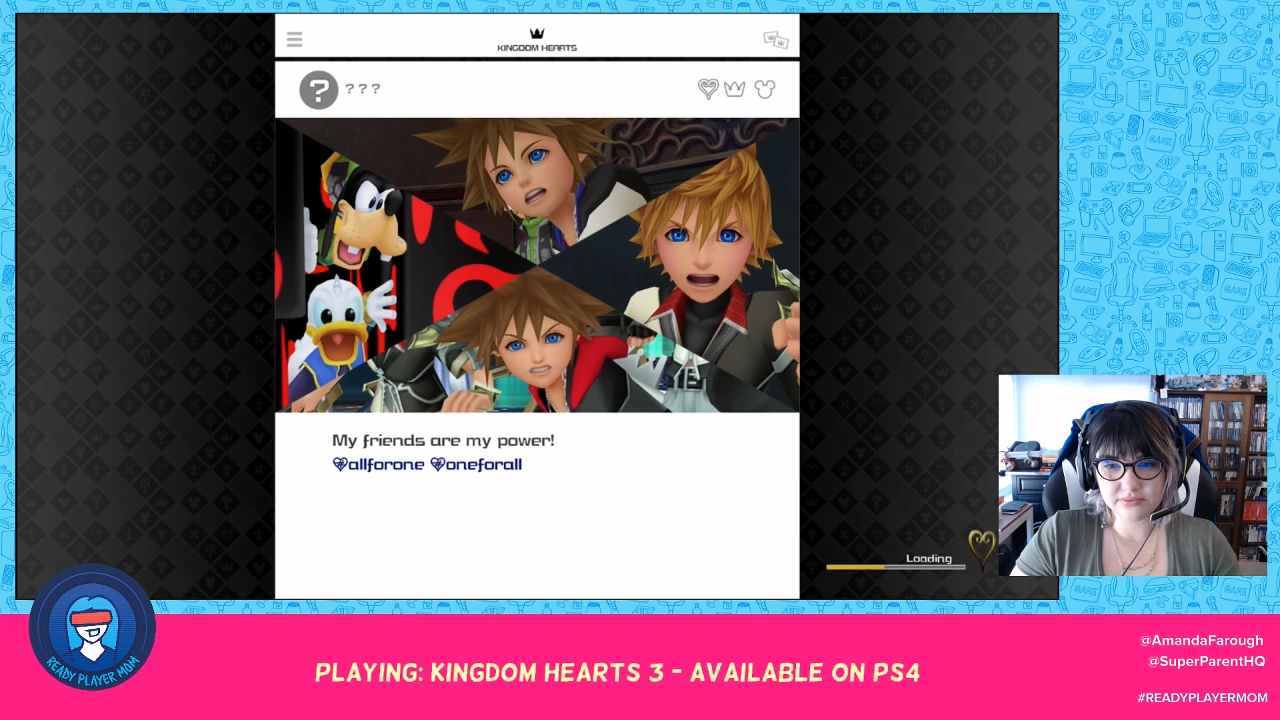 KINGDOM HEARTS
? ? ? ?
My friends are my power!
allforone oneforall
Loading
READY PLAYER MOM
PLAYING: KINGDOM HEARTS 3 - AVAILABLE ON PS4
@AmandaFarough
@SuperParentHQ
#READYPLAYERMOM